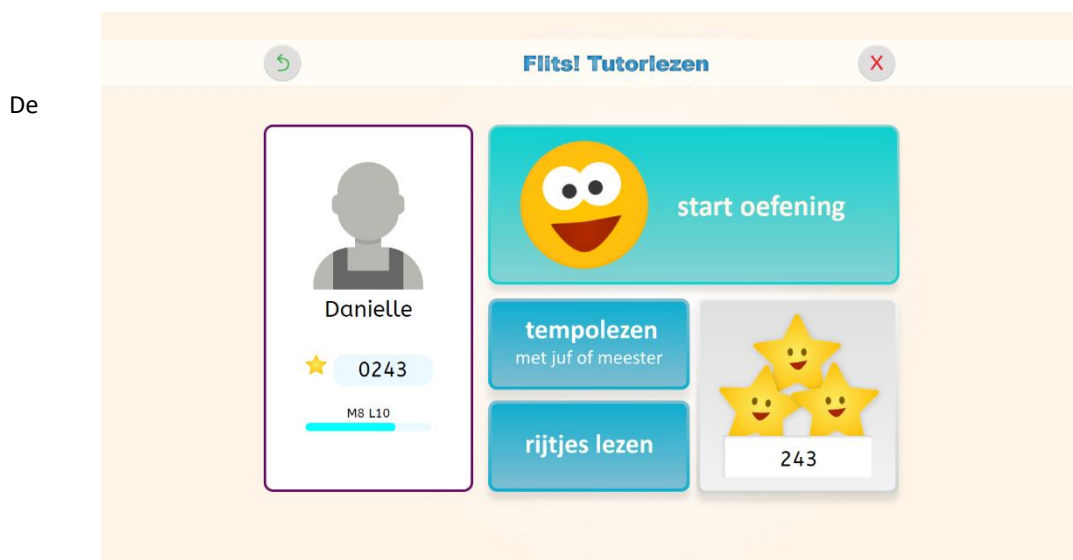 Flits! Tutorlezen
De
start oefening
Danielle
0243
M8 L10
tempolezen
met juf of meester
rijtjes lezen
243